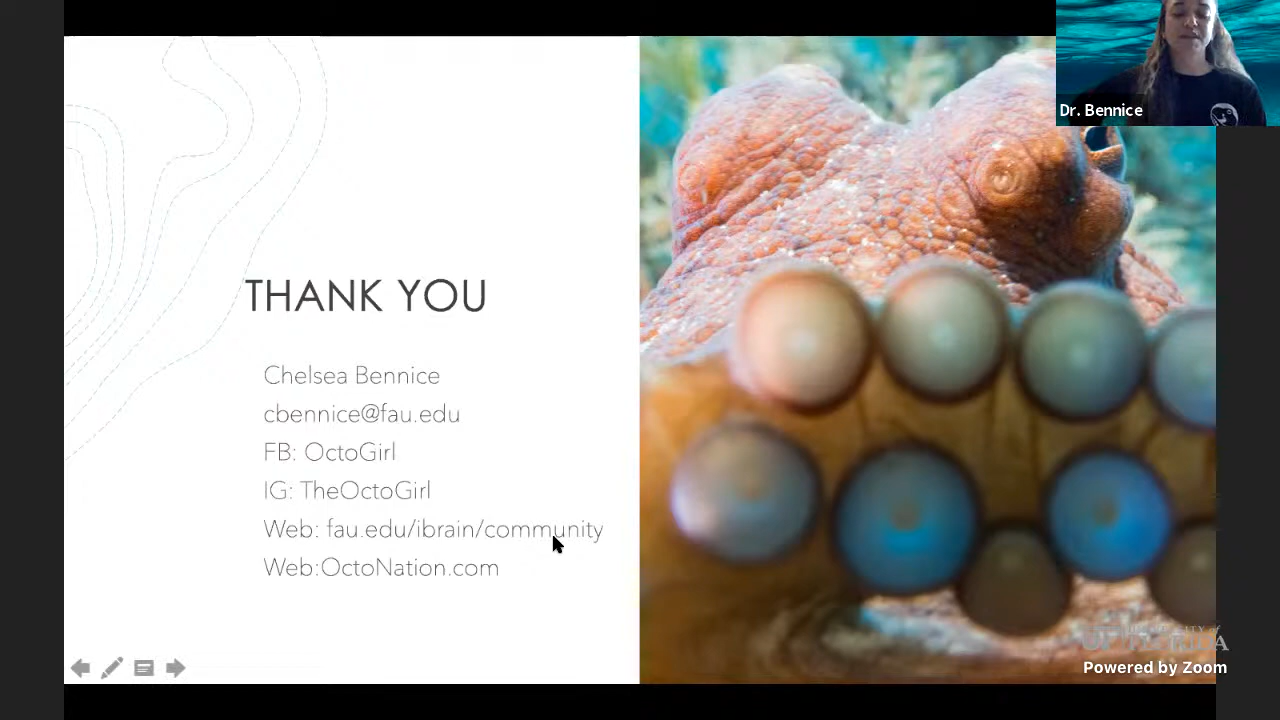 Dr. Bennice
THANK YOU
Chelsea Bennice
cbennice@fau.edu
FB: OctoGirl
IG: TheOctoGirl
Web: fau.edu/ibrain/community
Web:OctoNation.com
Powered by Zoom